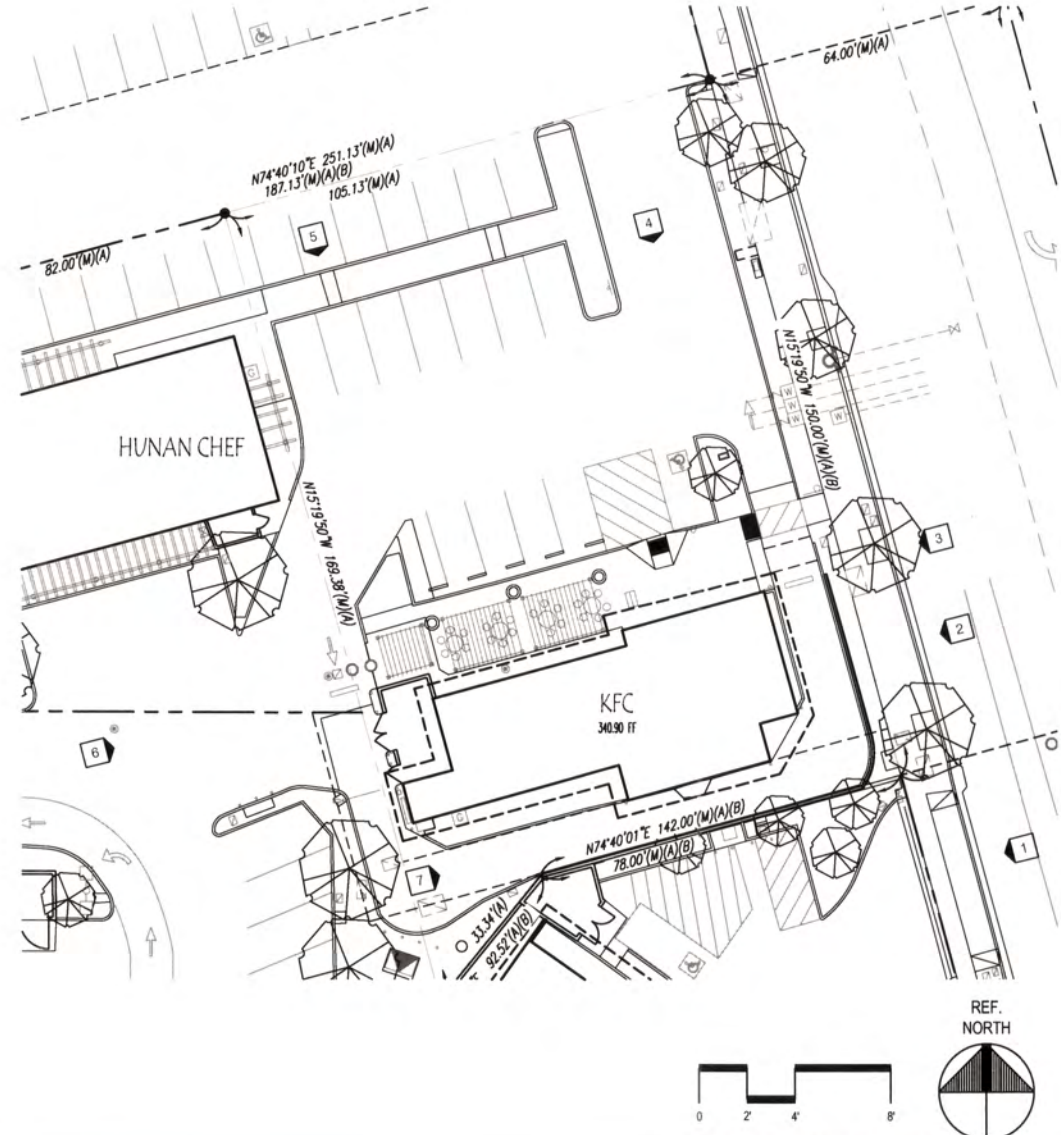 64.00'(M)(A)
N74°40'10"E 251.13'(M)(A)
187.13'(M)(A)(B)
105.13'(M)(A)
82.00'(M)(A)
5
4
N15°19'50"W 150.00'(M)(A)(B)
W
W
W
W
G
HUNAN CHEF
N15°19'50"W 169.38'(M)(A)
3
2
KFC
340.90 FF
6
G
N74°40'01"E 142.00'(M)(A)(B)
78.00'(M)(A)(B)
1
7
33.34'(A)
92.52'(A)(B)
REF.
NORTH
0 2' 4' 8'